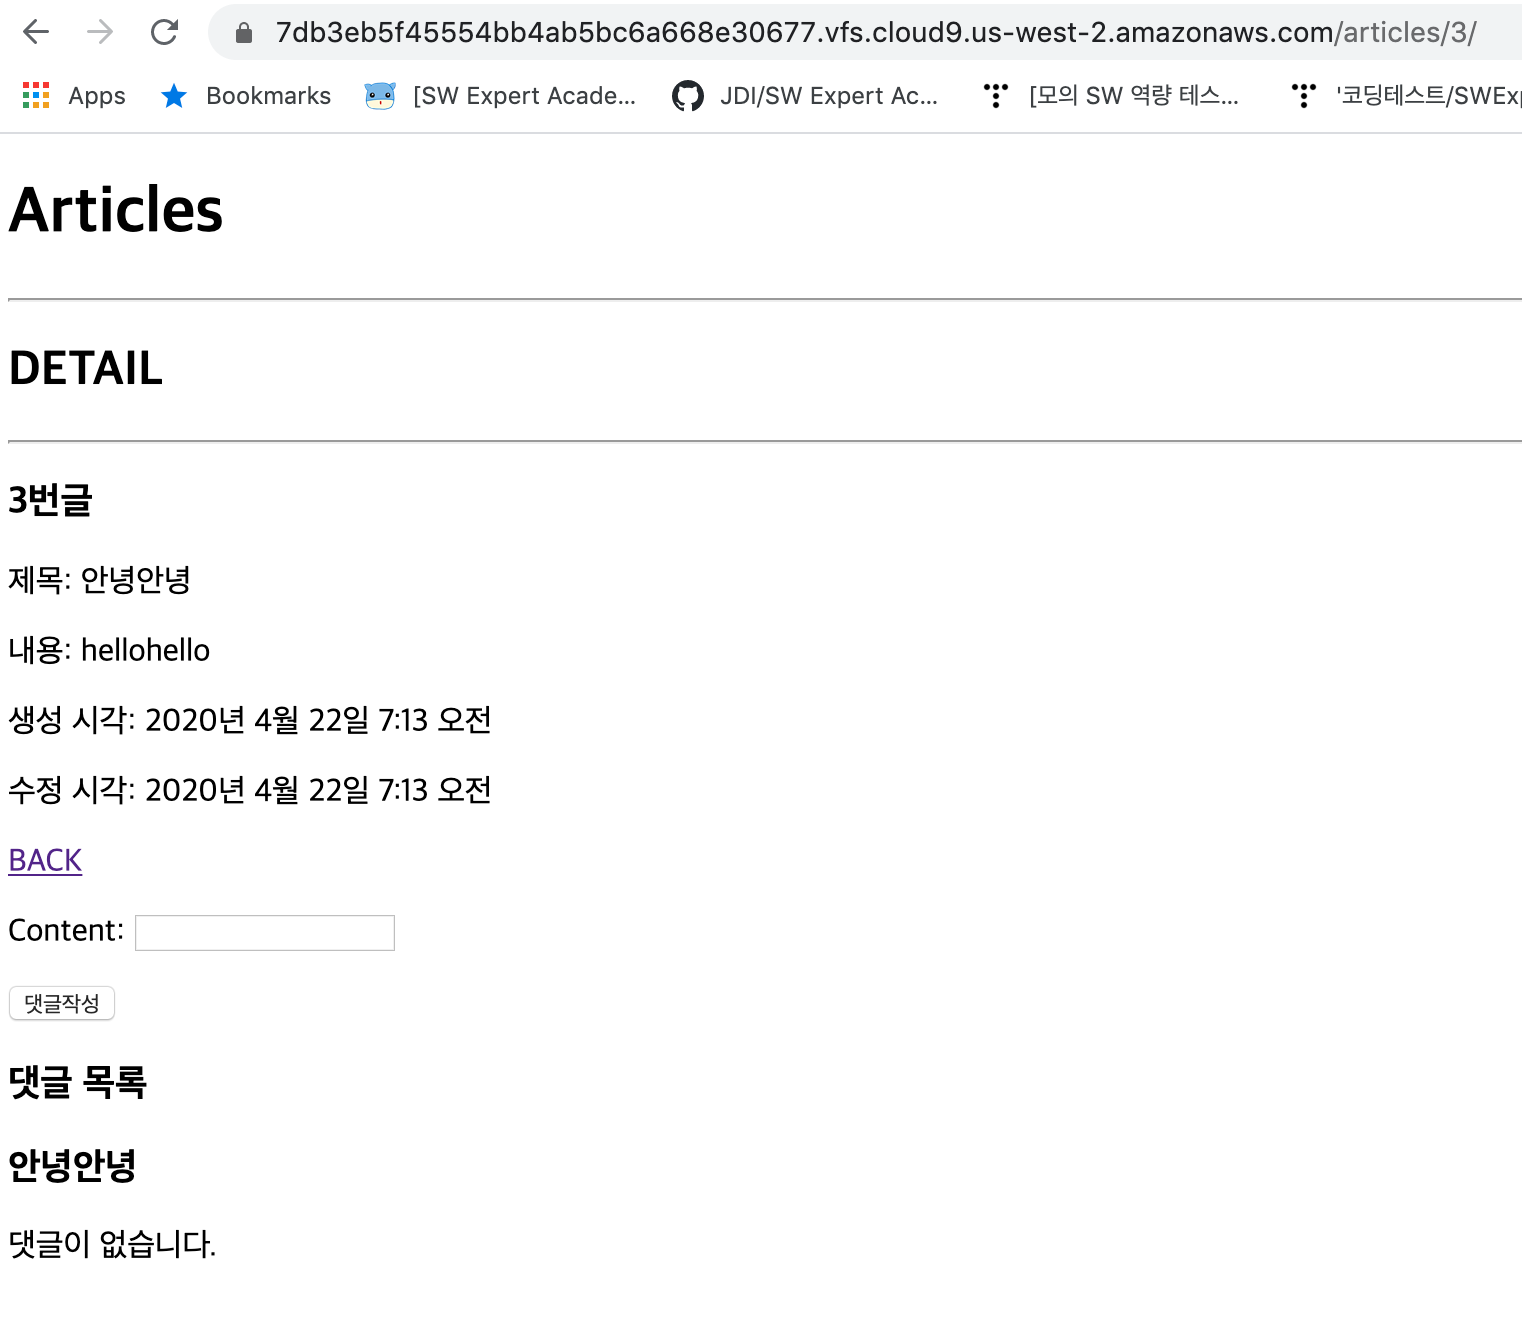 7db3eb5f45554bb4ab5bc6a668e30677.vfs.cloud9.us-west-2.amazonaws.com/articles/3/
Apps Bookmarks [SW Expert Acade... JDI/SW Expert Ac... [모의 SW 역량 테스... '코딩테스트/SWExp
Articles
DETAIL
3번글
제목: 안녕안녕
내용: hellohello
생성 시각: 2020년 4월 22일 7:13 오전
수정 시각: 2020년 4월 22일 7:13 오전
BACK
Content:
댓글작성
댓글 목록
안녕안녕
댓글이 없습니다.